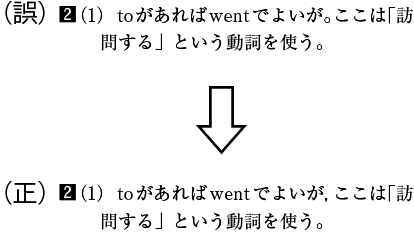 (誤) 2 (1) toがあればwentでよいが。ここは「訪
問する」という動詞を使う。
(正) 2 (1) toがあればwentでよいが, ここは「訪
問する」という動詞を使う。